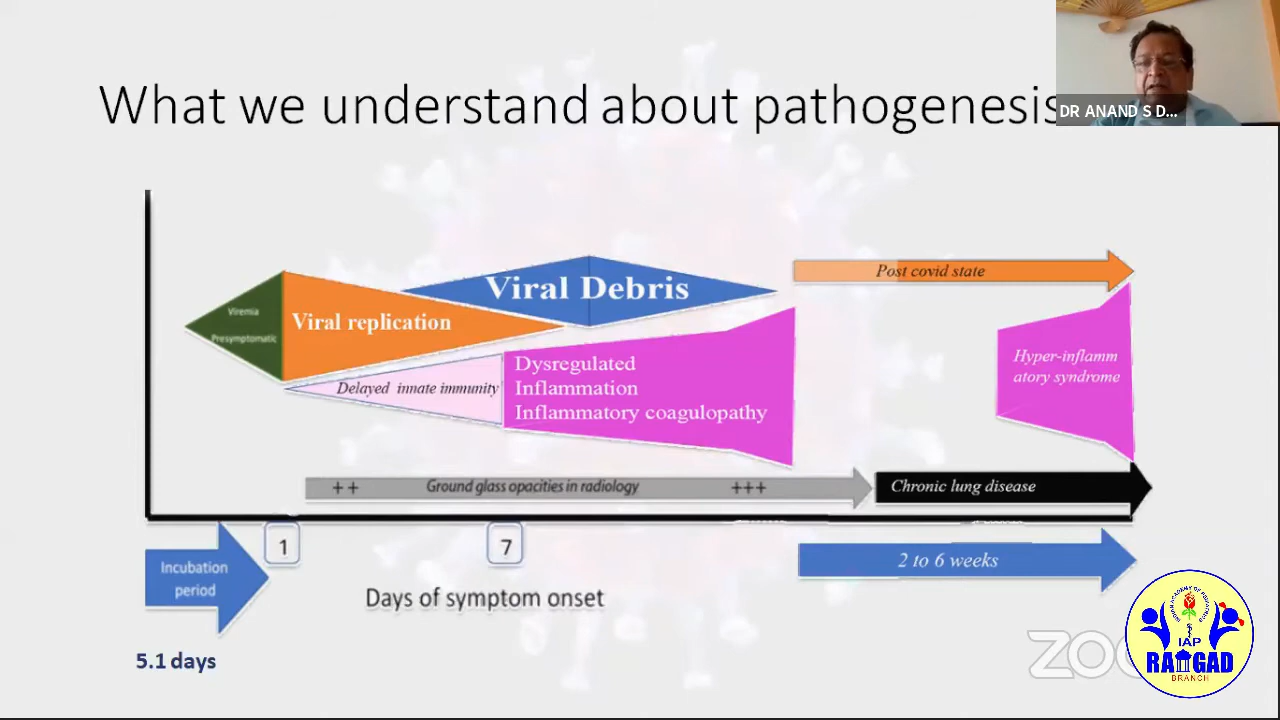 What we understand about pathogenesis
DR ANAND S D...
Viremia
Presymptomatic
Viral replication
Viral Debris
Post covid state
Delayed innate immunity
Dysregulated
Inflammation
Inflammatory coagulopathy
Hyper-inflamm
atory syndrome
++ Ground glass opacities in radiology +++
Chronic lung disease
Incubation
period
1
7
Days of symptom onset
2 to 6 weeks
5.1 days
IAP
RAIGAD
BRANCH